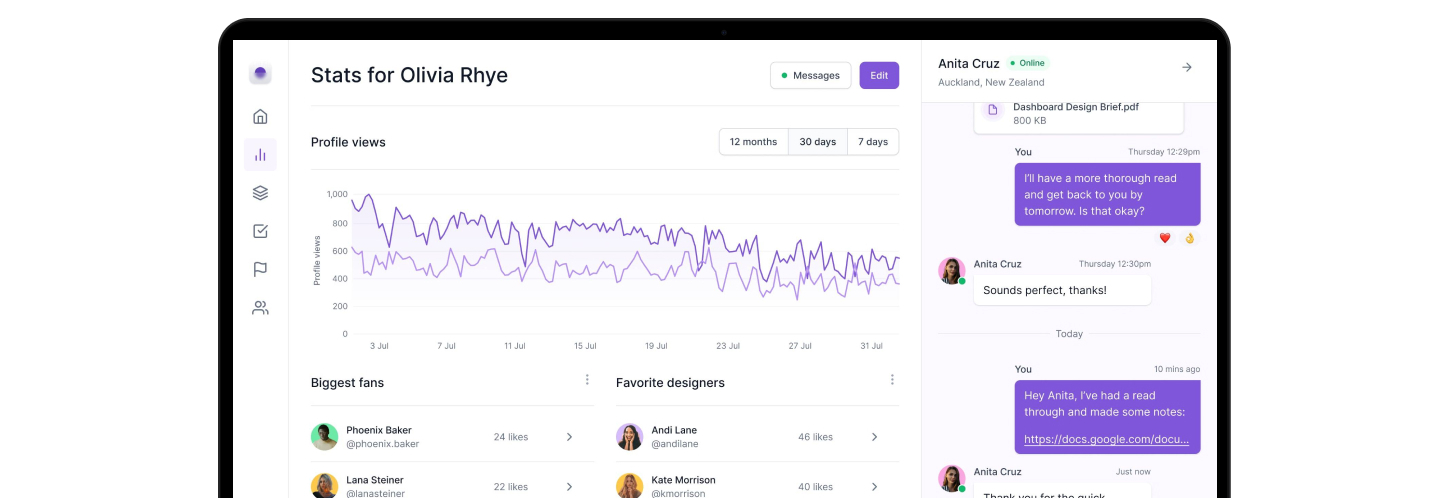 Stats for Olivia Rhye
Messages
Edit
Profile views
12 months
30 days
7 days
Profile views
1,000
800
600
400
200
0
3 Jul
7 Jul
11 Jul
15 Jul
19 Jul
23 Jul
27 Jul
31 Jul
Biggest fans
Phoenix Baker
@phoenix.baker
24 likes
Lana Steiner
@lanasteiner
22 likes
Favorite designers
Andi Lane
@andilane
46 likes
Kate Morrison
@kmorrison
40 likes
Anita Cruz
Online
Auckland, New Zealand
Dashboard Design Brief.pdf
800 KB
You
Thursday 12:29pm
I'll have a more thorough read
and get back to you by
tomorrow. Is that okay?
Anita Cruz
Thursday 12:30pm
Sounds perfect, thanks!
Today
You
10 mins ago
Hey Anita, I've had a read
through and made some notes:
https://docs.google.com/docu...
Anita Cruz
Just now
Thank you for the quick